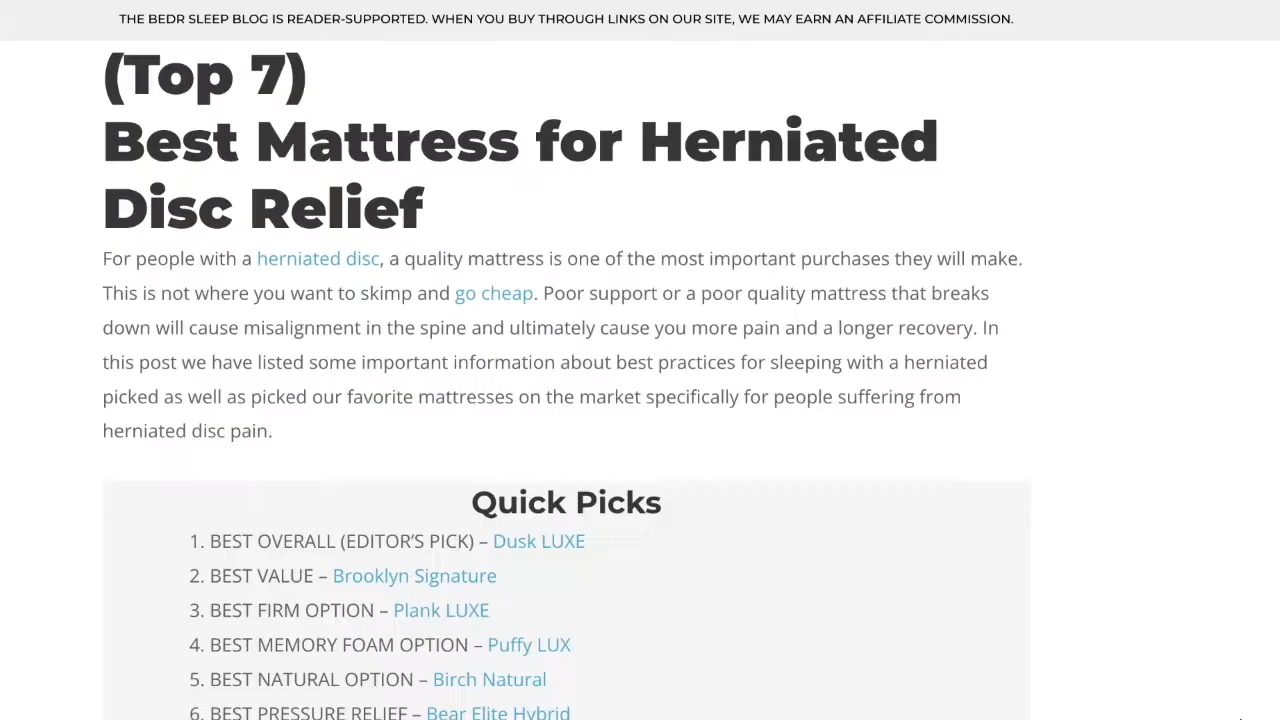 THE BEDR SLEEP BLOG IS READER-SUPPORTED. WHEN YOU BUY THROUGH LINKS ON OUR SITE, WE MAY EARN AN AFFILIATE COMMISSION.
(Top 7)
Best Mattress for Herniated
Disc Relief
For people with a herniated disc, a quality mattress is one of the most important purchases they will make.
This is not where you want to skimp and go cheap. Poor support or a poor quality mattress that breaks
down will cause misalignment in the spine and ultimately cause you more pain and a longer recovery. In
this post we have listed some important information about best practices for sleeping with a herniated
picked as well as picked our favorite mattresses on the market specifically for people suffering from
herniated disc pain.
Quick Picks
1. BEST OVERALL (EDITOR’S PICK) – Dusk LUXE
2. BEST VALUE – Brooklyn Signature
3. BEST FIRM OPTION – Plank LUXE
4. BEST MEMORY FOAM OPTION – Puffy LUX
5. BEST NATURAL OPTION – Birch Natural
6. BEST PRESSURE RELIEF – Bear Elite Hybrid